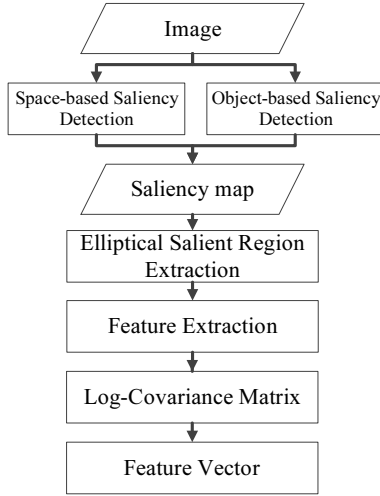 Image
Space-based Saliency
Detection
Object-based Saliency
Detection
Saliency map
Elliptical Salient Region
Extraction
Feature Extraction
Log-Covariance Matrix
Feature Vector